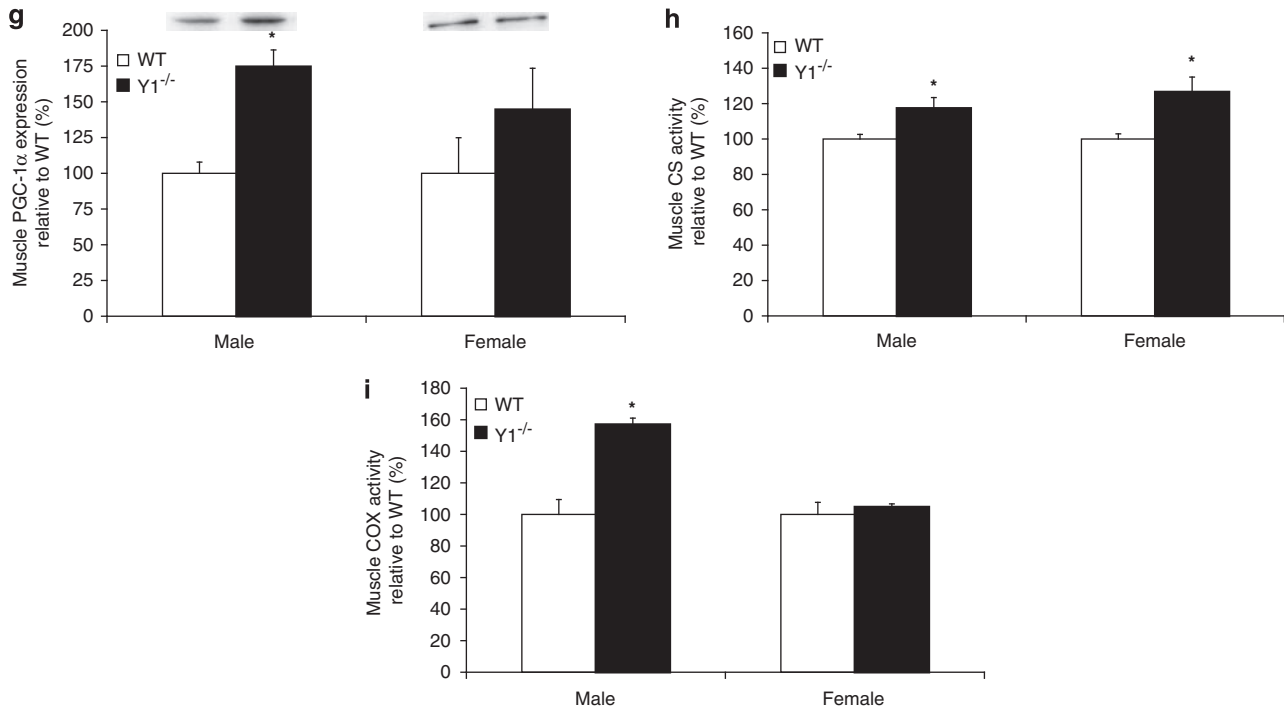 g
Muscle PGC-1α expression
relative to WT (%)
200
175
150
125
100
75
50
25
0
WT
Y1-/-
*
Male
Female
h
Muscle CS activity
relative to WT (%)
160
140
120
100
80
60
40
20
0
WT
Y1-/-
*
*
Male
Female
i
Muscle COX activity
relative to WT (%)
180
160
140
120
100
80
60
40
20
0
WT
Y1-/-
*
Male
Female